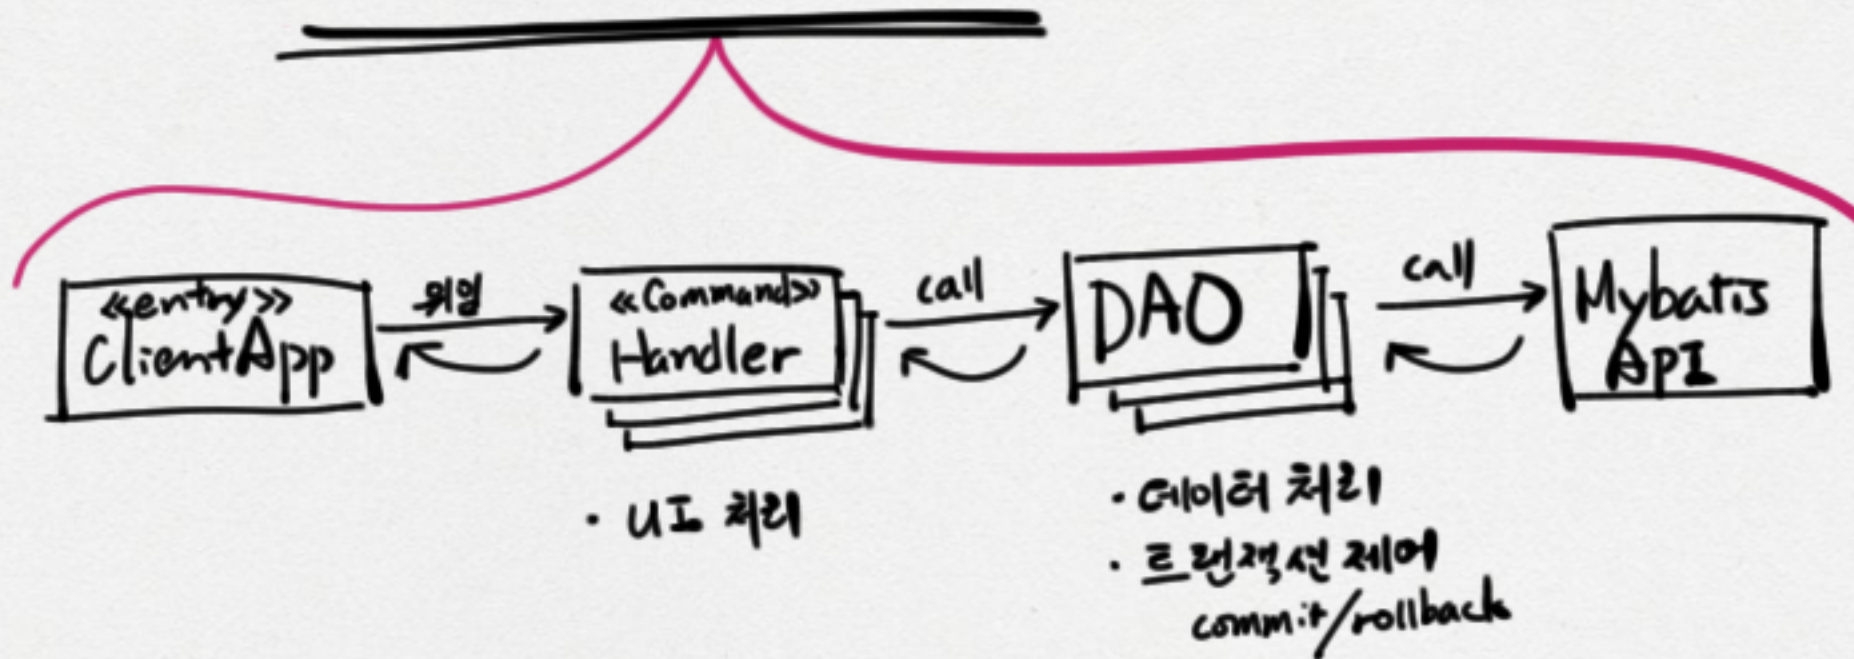 <<entry>>
ClientApp
위임
<<Command>>
Handler
call
DAO
call
Mybatis
API
· UI 처리
· 데이터 처리
· 트랜잭션 제어
commit/rollback